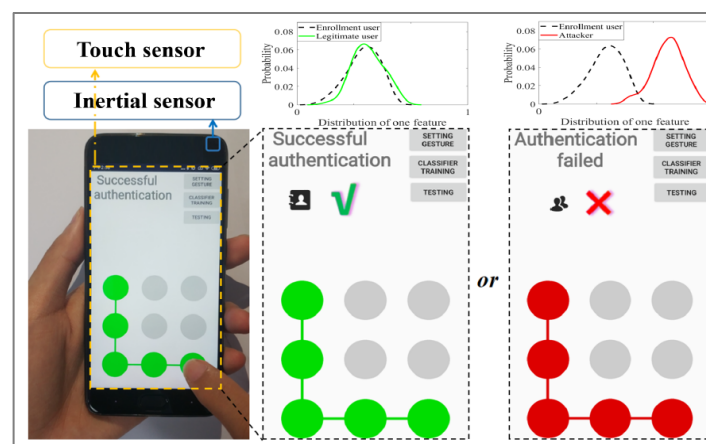 Touch sensor
Inertial sensor
Successful
authentication
SETTING
GESTURE
CLASSIFIER
TRAINING
TESTING
0.08
0.06
0.04
0.02
0
0
1
Probability
Enrollment user
Legitimate user
Distribution of one feature
Successful
authentication
SETTING
GESTURE
CLASSIFIER
TRAINING
TESTING
or
0.08
0.06
0.04
0.02
0
0
Probability
Enrollment user
Attacker
Distribution of one feature
Authentication
failed
SETTING
GESTURE
CLASSIFIER
TRAINING
TESTING